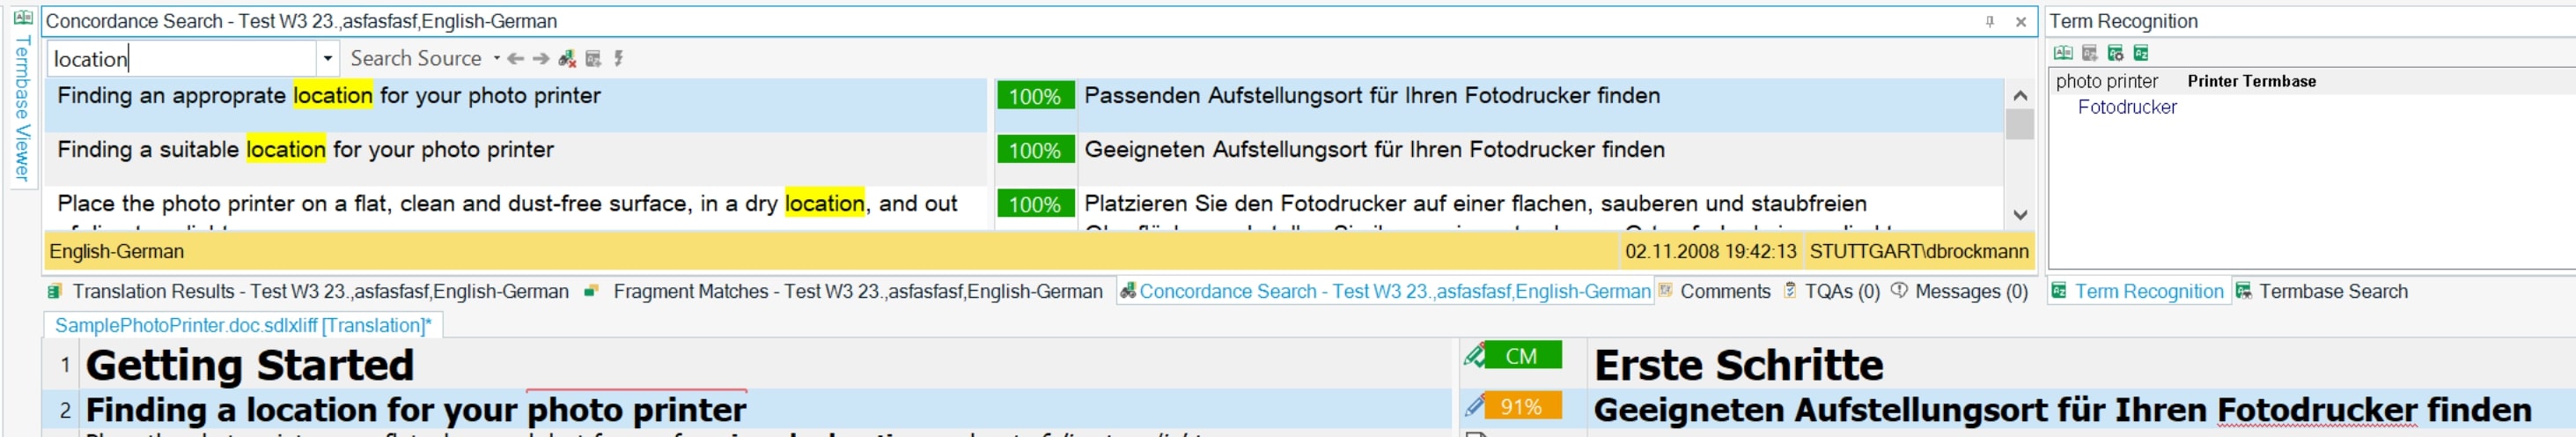 Termbase Viewer
Concordance Search - Test W3 23.,asfasfasf,English-German
location
Search Source
Finding an approprate location for your photo printer
100%
Passenden Aufstellungsort für Ihren Fotodrucker finden
Finding a suitable location for your photo printer
100%
Geeigneten Aufstellungsort für Ihren Fotodrucker finden
Place the photo printer on a flat, clean and dust-free surface, in a dry location, and out
100%
Platzieren Sie den Fotodrucker auf einer flachen, sauberen und staubfreien
English-German
02.11.2008 19:42:13
STUTTGART\dbrockmann
Translation Results - Test W3 23.,asfasfasf,English-German
Fragment Matches - Test W3 23.,asfasfasf,English-German
Concordance Search - Test W3 23.,asfasfasf,English-German
Comments
TQAs (0)
Messages (0)
Term Recognition
photo printer Printer Termbase
Fotodrucker
Term Recognition
Termbase Search
SamplePhotoPrinter.doc.sdlxliff [Translation]*
1 Getting Started
CM
Erste Schritte
2 Finding a location for your photo printer
91%
Geeigneten Aufstellungsort für Ihren Fotodrucker finden